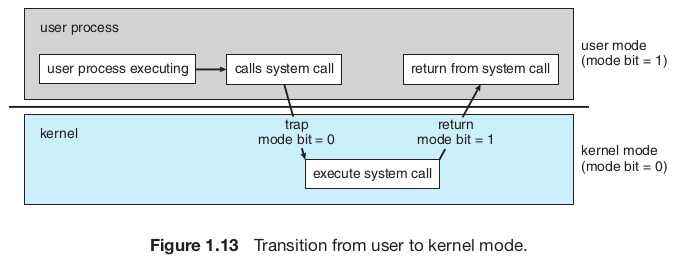 user process
user process executing
calls system call
return from system call
user mode
(mode bit = 1)
trap
mode bit = 0
return
mode bit = 1
kernel
kernel mode
(mode bit = 0)
execute system call
Figure 1.13 Transition from user to kernel mode.